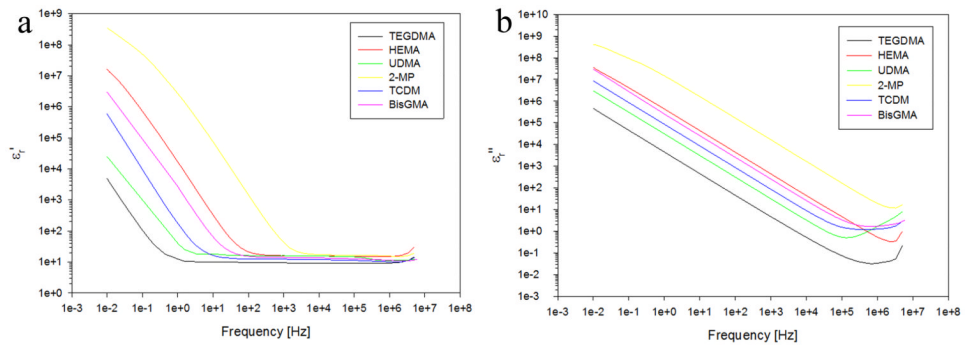 a
1e+9
1e+8
1e+7
1e+6
1e+5
1e+4
1e+3
1e+2
1e+1
1e+0
εr'
1e-3 1e-2 1e-1 1e+0 1e+1 1e+2 1e+3 1e+4 1e+5 1e+6 1e+7 1e+8
Frequency [Hz]
TEGDMA
HEMA
UDMA
2-MP
TCDM
BisGMA
b
1e+10
1e+9
1e+8
1e+7
1e+6
1e+5
1e+4
1e+3
1e+2
1e+1
1e+0
1e-1
1e-2
1e-3
εr''
1e-3 1e-2 1e-1 1e+0 1e+1 1e+2 1e+3 1e+4 1e+5 1e+6 1e+7 1e+8
Frequency [Hz]
TEGDMA
HEMA
UDMA
2-MP
TCDM
BisGMA